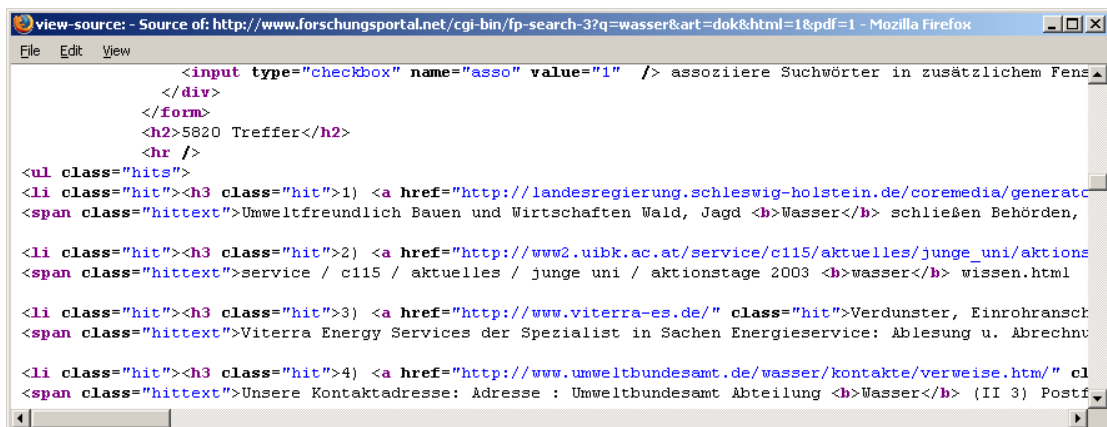 view-source: - Source of: http://www.forschungsportal.net/cgi-bin/fp-search-3?q=wasser&art=dok&html=1&pdf=1 - Mozilla Firefox
File Edit View
<input type="checkbox" name="asso" value="1" /> assoziiere Suchwörter in zusätzlichem Fens
</div>
</form>
<h2>5820 Treffer</h2>
<hr />
<ul class="hits">
<li class="hit"><h3 class="hit">1) <a href="http://landesregierung.schleswig-holstein.de/coremedia/generato
<span class="hittext">Umweltfreundlich Bauen und Wirtschaften Wald, Jagd <b>Wasser</b> schließen Behörden,
<li class="hit"><h3 class="hit">2) <a href="http://www2.uibk.ac.at/service/c115/aktuelles/junge_uni/aktions
<span class="hittext">service / c115 / aktuelles / junge uni / aktionstage 2003 <b>wasser</b> wissen.html
<li class="hit"><h3 class="hit">3) <a href="http://www.viterra-es.de/" class="hit">Verdunster, Einrohransch
<span class="hittext">Viterra Energy Services der Spezialist in Sachen Energieservice: Ablesung u. Abrechnu
<li class="hit"><h3 class="hit">4) <a href="http://www.umweltbundesamt.de/wasser/kontakte/verweise.htm/" cl
<span class="hittext">Unsere Kontaktadresse: Adresse : Umweltbundesamt Abteilung <b>Wasser</b> (II 3) Postf